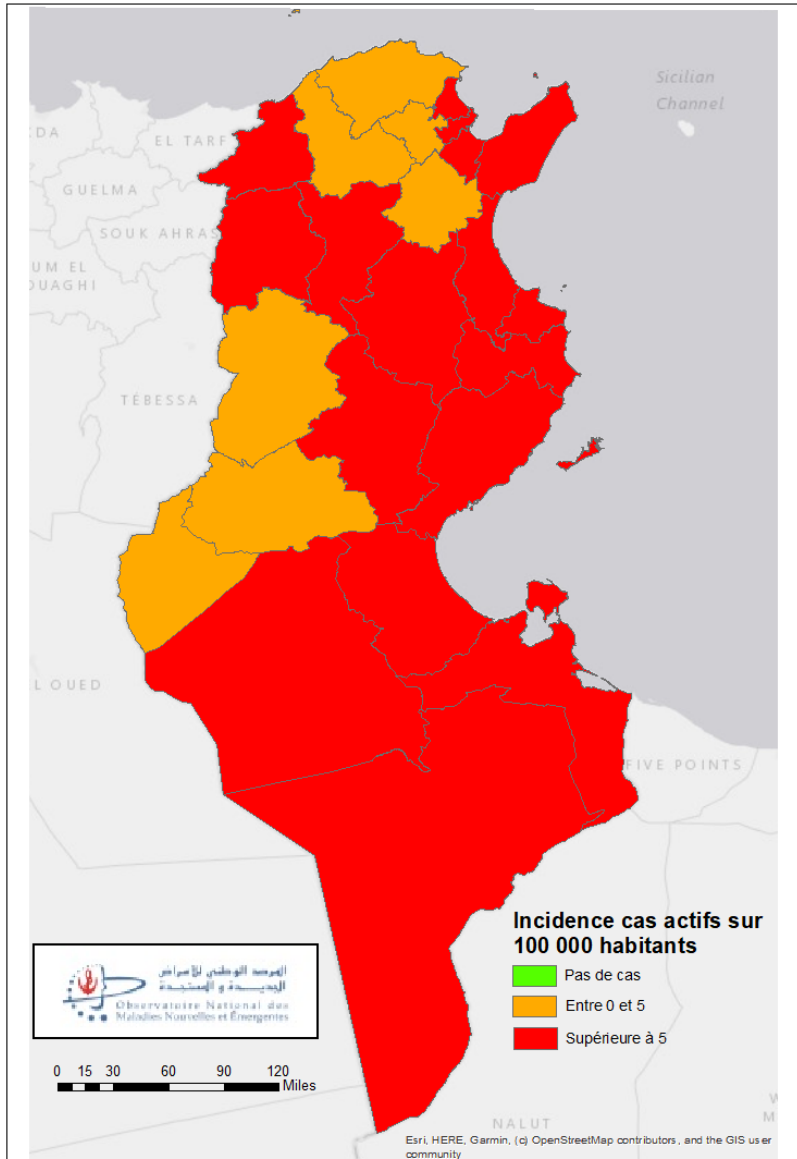 Sicilian
Channel
KDA
EL TARF
GUELMA
SOUK AHRAS
UM EL
OUAGHI
TÉBESSA
L OUED
FIVE POINTS
Incidence cas actifs sur
100 000 habitants
Pas de cas
Entre 0 et 5
Supérieure à 5
المرصد الوطني للأمراض
الجديدة و المستجدة
Observatoire National des
Maladies Nouvelles et Émergentes
0 15 30 60 90 120
Miles
NALUT
W
M
Esri, HERE, Garmin, (c) OpenStreetMap contributors, and the GIS user
community